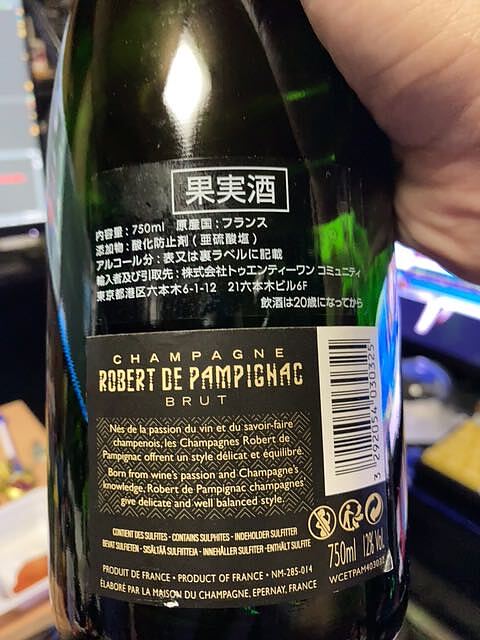 果実酒
内容量：750ml 原産国：フランス
添加物：酸化防止剤（亜硫酸塩）
アルコール分：表又は裏ラベルに記載
輸入者及び引取先：株式会社トゥエンティーワン コミュニティ
東京都港区六本木6-1-12 21六本木ビル6F
飲酒は20歳になってから
CHAMPAGNE
ROBERT DE PAMPIGNAC
BRUT
Nés de la passion du vin et du savoir-faire
champenois, les Champagnes Robert de
Pampignac offrent un style délicat et équilibré.
Born from wine's passion and Champagne's
knowledge, Robert de Pampignac champagnes
give delicate and well balanced style.
CONTIENT DES SULFITES - CONTAINS SULPHITES - INDEHOLDER SULFITTER
BEVAT SULFIETEN - SISÄLTÄÄ SULFIITTEJA - INNEHÅLLER SULFITER - ENTHÄLT SULFITE
PRODUIT DE FRANCE • PRODUCT OF FRANCE • NM-285-014
ÉLABORÉ PAR LA MAISON DU CHAMPAGNE, EPERNAY, FRANCE
3 292054 030325
750ml 12% Vol.